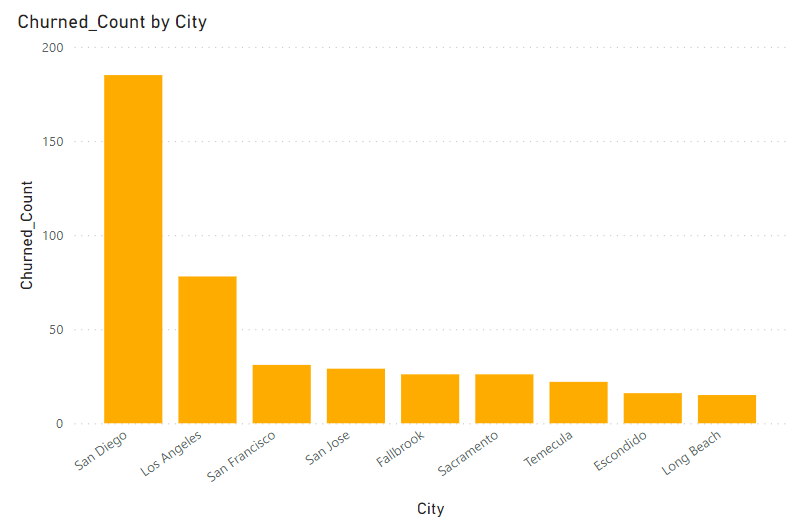 Churned_Count by City
200
150
100
50
0
Churned_Count
San Diego
Los Angeles
San Francisco
San Jose
Fallbrook
Sacramento
Temecula
Escondido
Long Beach
City